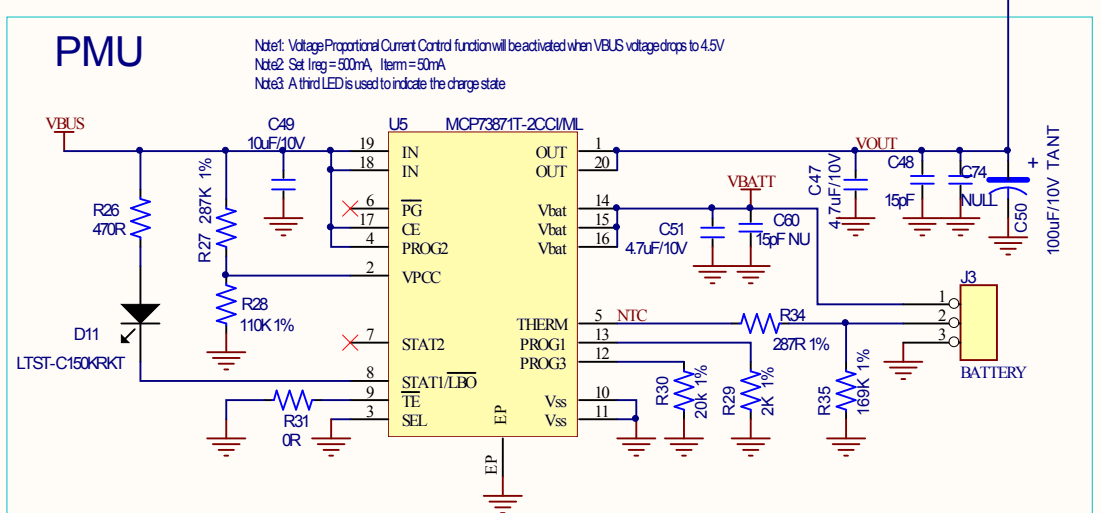 PMU
Note1: Voltage Proportional Current Control function will be activated when VBUS voltage drops to 4.5V
Note2: Set Ireg = 500mA, Iterm = 50mA
Note3: A third LED is used to indicate the charge state
VBUS
C49
10uF/10V
U5
MCP73871T-2CCI/ML
19
IN
18
IN
6
PG
17
CE
4
PROG2
2
VPCC
7
STAT2
8
STAT1/LBO
9
TE
3
SEL
EP
EP
OUT
1
OUT
20
Vbat
14
Vbat
15
Vbat
16
THERM
5
PROG1
13
PROG3
12
Vss
10
Vss
11
R26
470R
R27 287K 1%
R28
110K 1%
D11
LTST-C150KRKT
R31
0R
VOUT
VBATT
NTC
C47
4.7uF/10V
C48
15pF
C74
NULL
+
C50
100uF/10V TANT
C51
4.7uF/10V
C60
15pF NU
R34
287R 1%
R30
20k 1%
R29
2K 1%
R35
169K 1%
J3
1
2
3
BATTERY